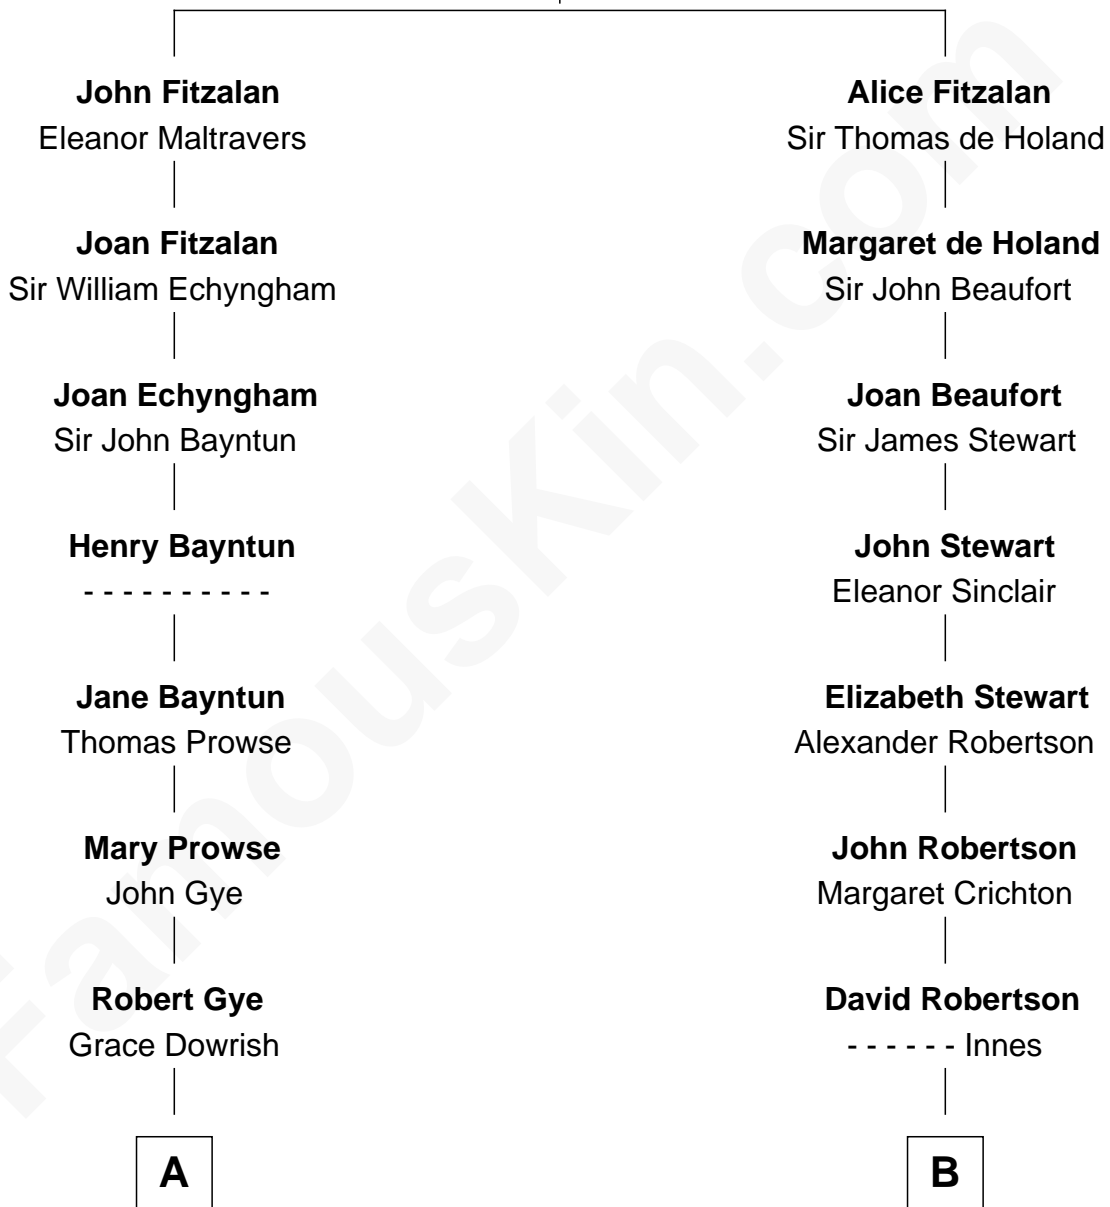 John Fitzalan
Eleanor Maltravers
Joan Fitzalan
Sir William Echyngham
Joan Echyngham
Sir John Bayntun
Henry Bayntun
- - - - - - - - - -
Jane Bayntun
Thomas Prowse
Mary Prowse
John Gye
Robert Gye
Grace Dowrish
A
Alice Fitzalan
Sir Thomas de Holand
Margaret de Holand
Sir John Beaufort
Joan Beaufort
Sir James Stewart
John Stewart
Eleanor Sinclair
Elizabeth Stewart
Alexander Robertson
John Robertson
Margaret Crichton
David Robertson
- - - - - - Innes
B
FamousKin.com